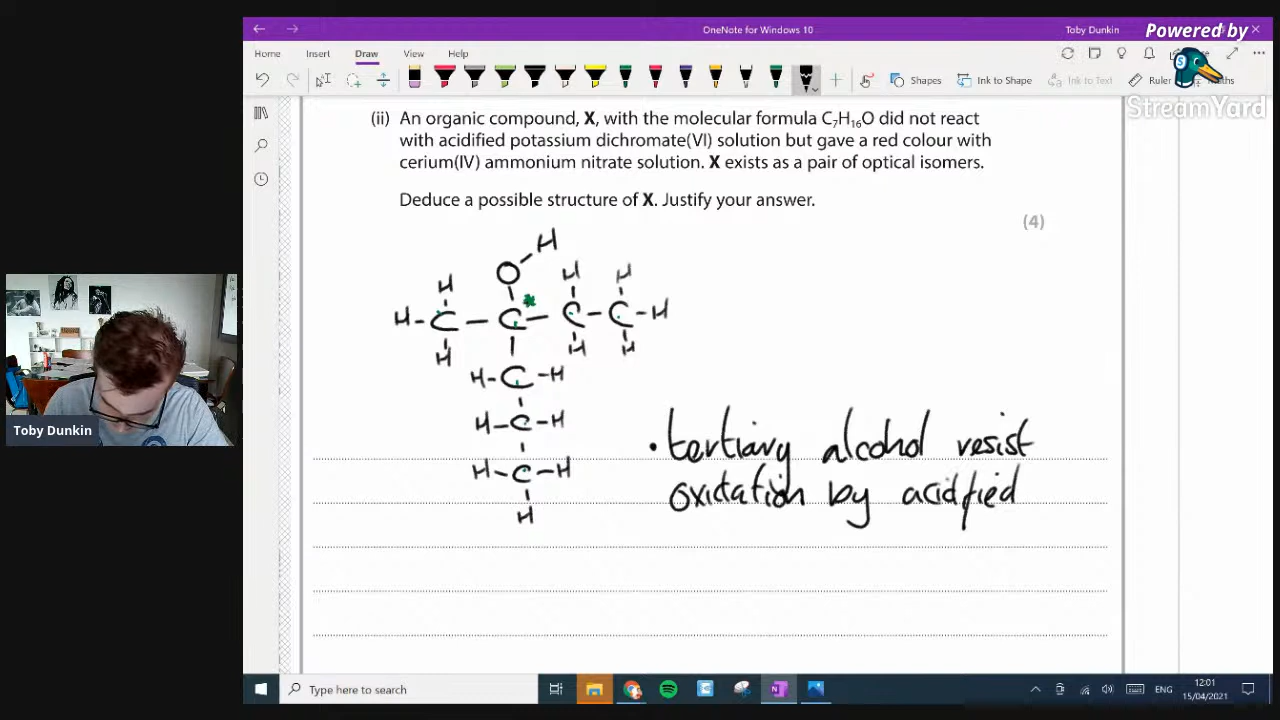 OneNote for Windows 10
Toby Dunkin
Powered by
StreamYard
Home Insert Draw View Help
Shapes Ink to Shape Ink to Text Ruler
(ii) An organic compound, X, with the molecular formula C₇H₁₆O did not react
with acidified potassium dichromate(VI) solution but gave a red colour with
cerium(IV) ammonium nitrate solution. X exists as a pair of optical isomers.
Deduce a possible structure of X. Justify your answer.
(4)
H
O
H H H
H-C-C*-C-C-H
H H H
H-C-H
H-C-H
H-C-H
H
• tertiary alcohol resist
oxidation by acidified
Toby Dunkin
Type here to search
ENG
12:01
15/04/2021